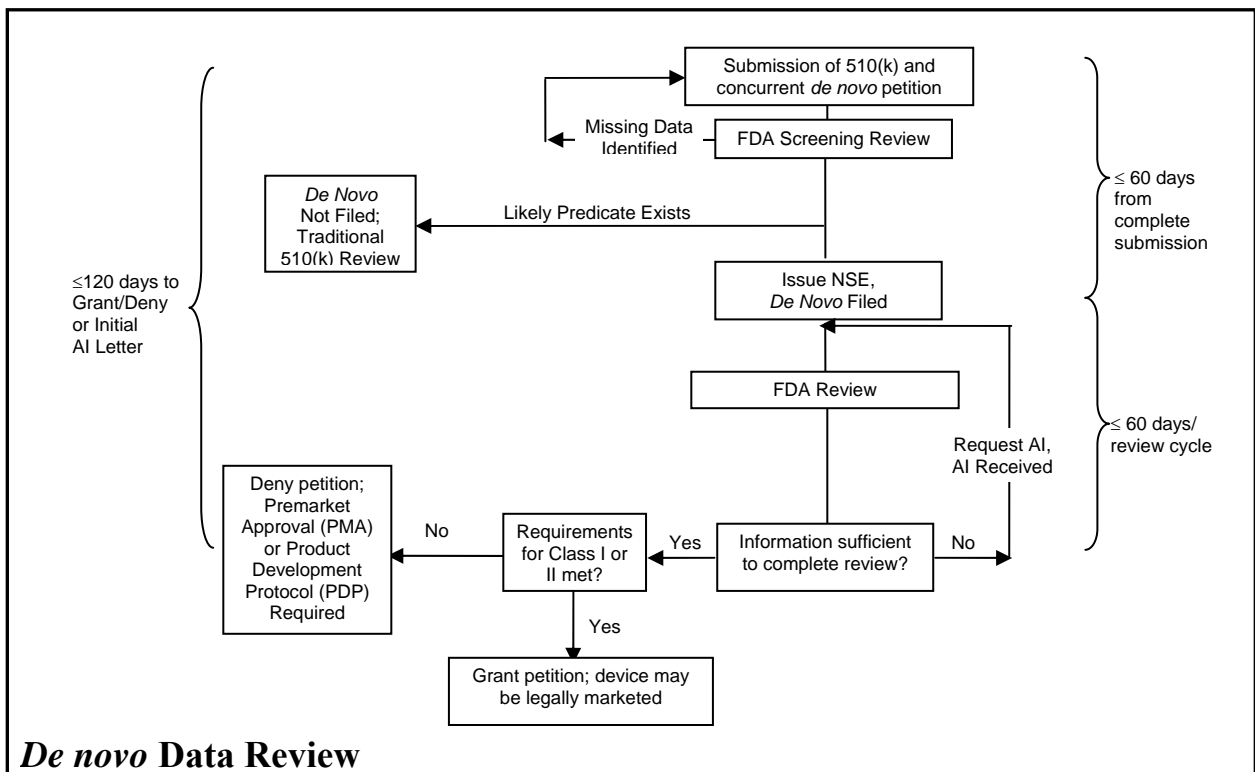 Submission of 510(k) and
concurrent de novo petition
Missing Data
Identified
FDA Screening Review
≤ 60 days
from
complete
submission
De Novo
Not Filed;
Traditional
510(k) Review
Likely Predicate Exists
≤120 days to
Grant/Deny
or Initial
AI Letter
Issue NSE,
De Novo Filed
FDA Review
≤ 60 days/
review cycle
Request AI,
AI Received
Deny petition;
Premarket
Approval (PMA)
or Product
Development
Protocol (PDP)
Required
No
Requirements
for Class I or
II met?
Yes
Information sufficient
to complete review?
No
Yes
Grant petition; device may
be legally marketed
De novo Data Review